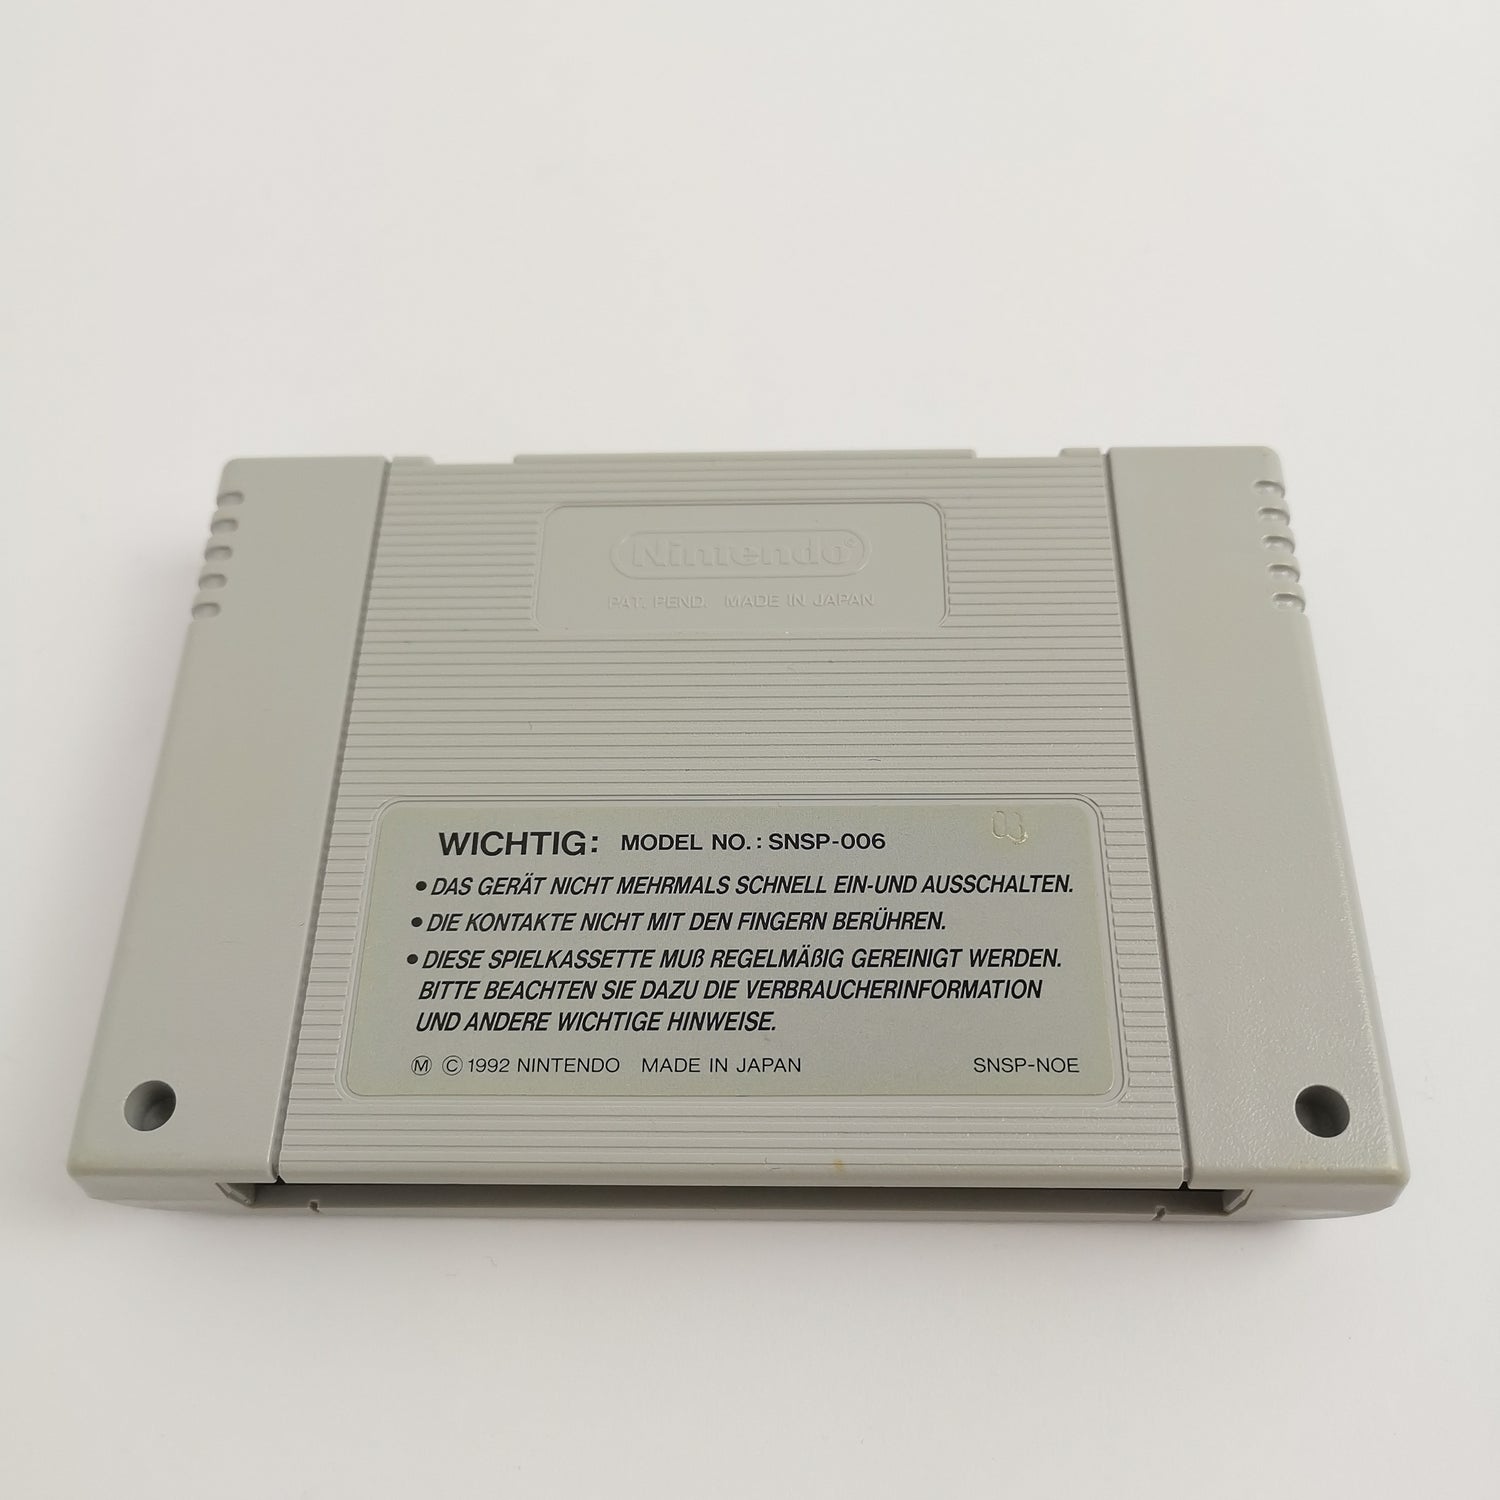 Nintendo®
PAT. PEND. MADE IN JAPAN
03
WICHTIG: MODEL NO.: SNSP-006
• DAS GERÄT NICHT MEHRMALS SCHNELL EIN-UND AUSSCHALTEN.
• DIE KONTAKTE NICHT MIT DEN FINGERN BERÜHREN.
• DIESE SPIELKASSETTE MUß REGELMÄßIG GEREINIGT WERDEN.
BITTE BEACHTEN SIE DAZU DIE VERBRAUCHERINFORMATION
UND ANDERE WICHTIGE HINWEISE.
Ⓜ © 1992 NINTENDO MADE IN JAPAN SNSP-NOE